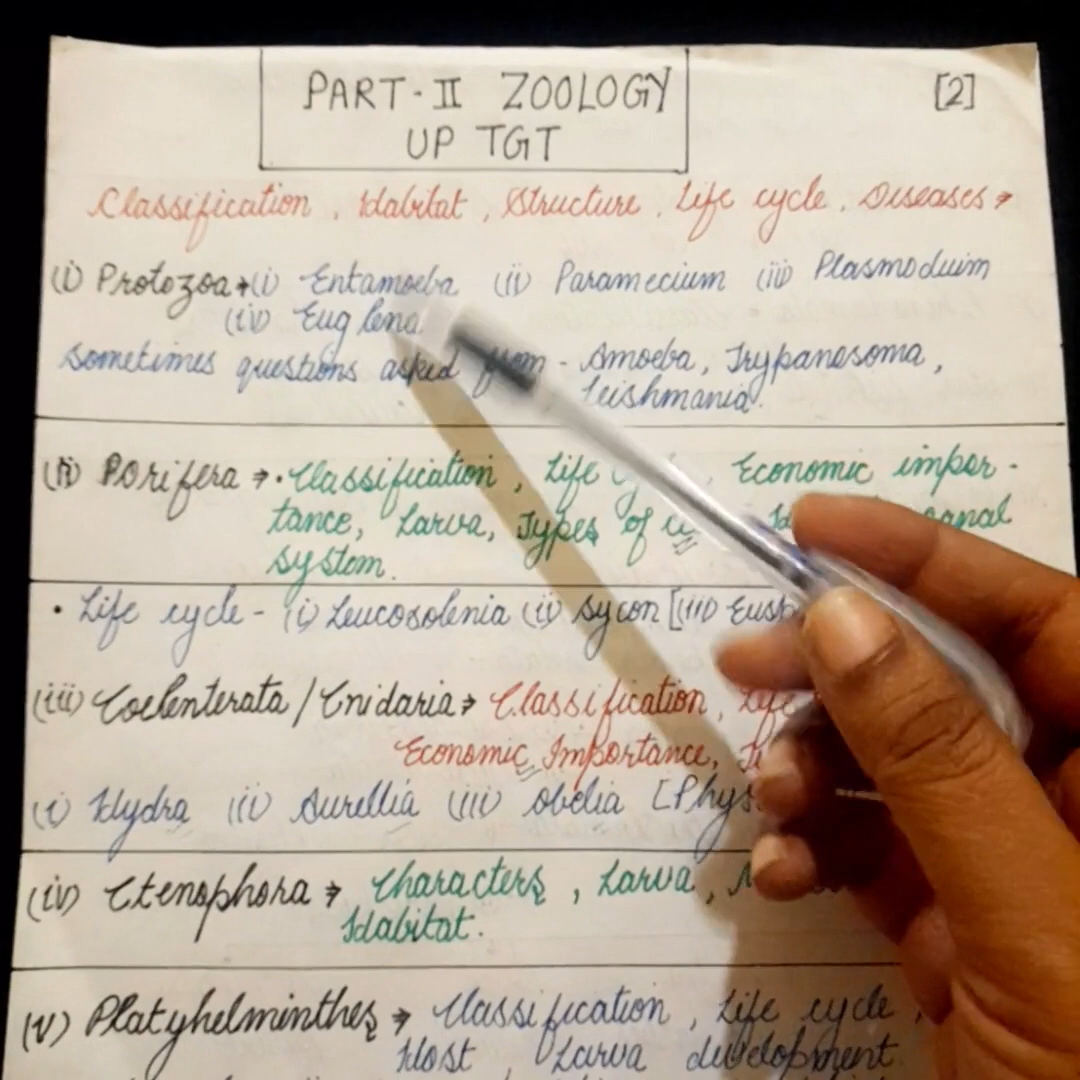 PART-II ZOOLOGY
[2]
UP TGT
Classification, Habitat, Structure, Life cycle, Diseases →
(i) Protozoa → (i) Entamoeba (ii) Paramecium (iii) Plasmoduim
(iv) Euglena
Sometimes questions asked from - Amoeba, Trypanosoma,
Leishmania.
(ii) Porifera → • Classification, Life Economic impor-
tance, Larva, Types of canal
system.
• Life cycle - (i) Leucosolenia (ii) Sycon [(iii)
(iii) Coelenterata / Cnidaria → Classification, Life
Economic Importance,
(i) Hydra (ii) Aurellia (iii) Obelia
(iv) Ctenophora → Characters, Larva,
Habitat.
(v) Platyhelminthes → Classification, Life cycle,
Host, Larva development.